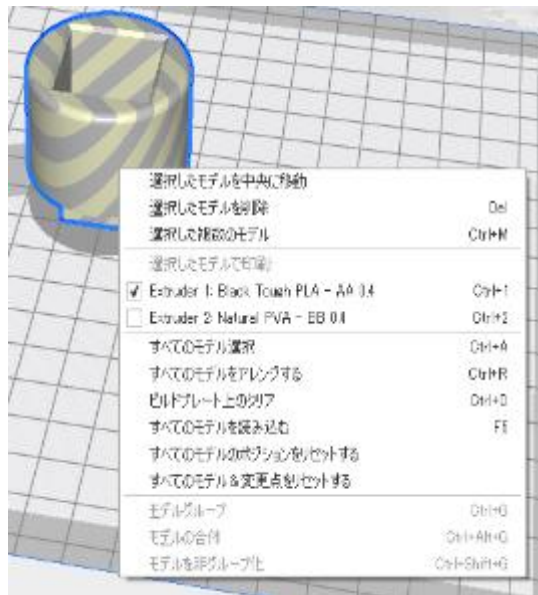 選択したモデルを中央に移動
選択したモデルを削除 Del
選択した複数のモデル Ctrl+M
選択したモデルで印刷:
Extruder 1: Black Tough PLA - AA 0.4 Ctrl+1
Extruder 2: Natural PVA - BB 0.4 Ctrl+2
すべてのモデル選択 Ctrl+A
すべてのモデルをアレンジする Ctrl+R
ビルドプレート上のクリア Ctrl+D
すべてのモデルを読み込む F5
すべてのモデルのポジションをリセットする
すべてのモデル&変更点をリセットする
モデルグループ Ctrl+G
モデルの合体 Ctrl+Alt+G
モデルを非グループ化 Ctrl+Shift+G